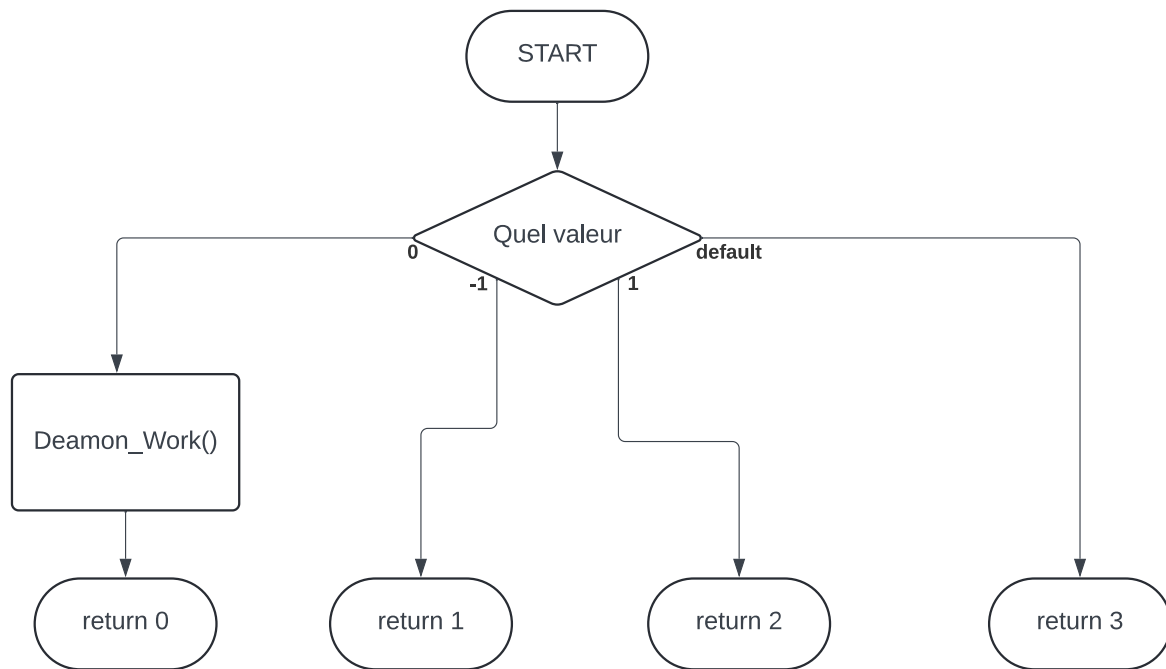 START
Quel valeur
0
default
-1
1
Deamon_Work()
return 0
return 1
return 2
return 3